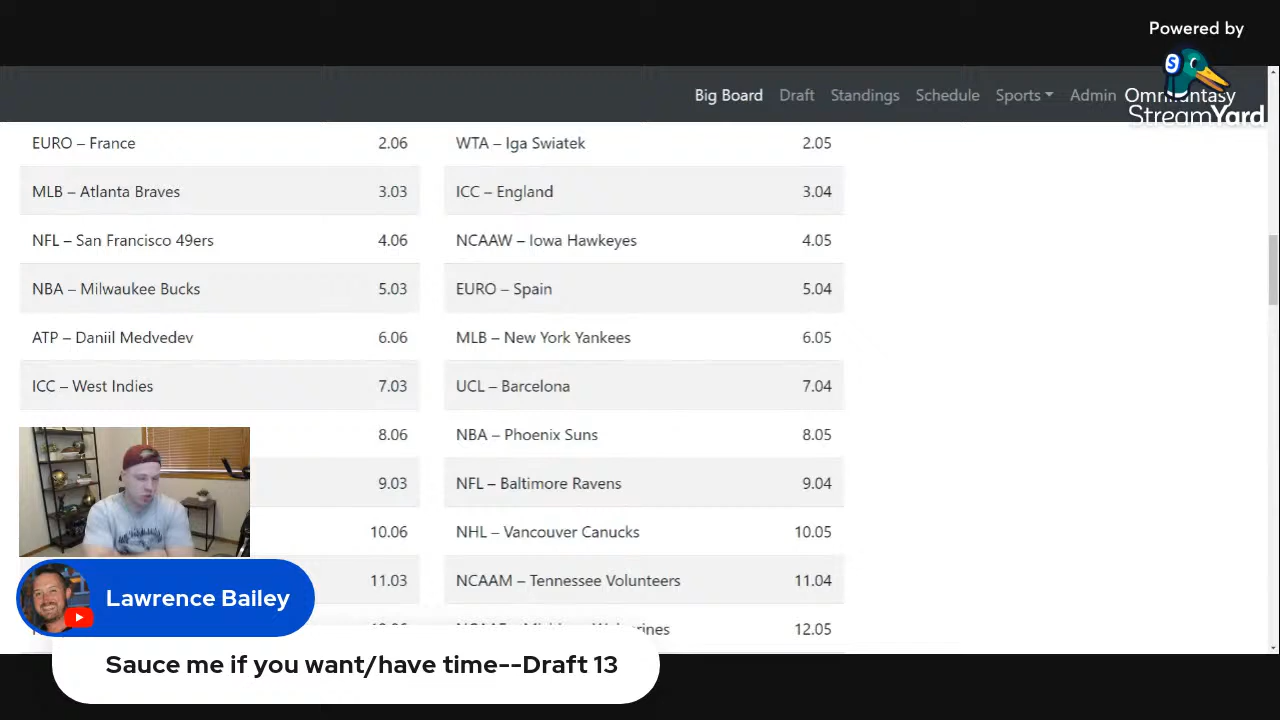 Powered by
StreamYard
Big Board Draft Standings Schedule Sports Admin Omnifantasy
EURO – France 2.06 WTA – Iga Swiatek 2.05
MLB – Atlanta Braves 3.03 ICC – England 3.04
NFL – San Francisco 49ers 4.06 NCAAW – Iowa Hawkeyes 4.05
NBA – Milwaukee Bucks 5.03 EURO – Spain 5.04
ATP – Daniil Medvedev 6.06 MLB – New York Yankees 6.05
ICC – West Indies 7.03 UCL – Barcelona 7.04
8.06 NBA – Phoenix Suns 8.05
9.03 NFL – Baltimore Ravens 9.04
10.06 NHL – Vancouver Canucks 10.05
11.03 NCAAM – Tennessee Volunteers 11.04
12.05
Lawrence Bailey
Sauce me if you want/have time--Draft 13